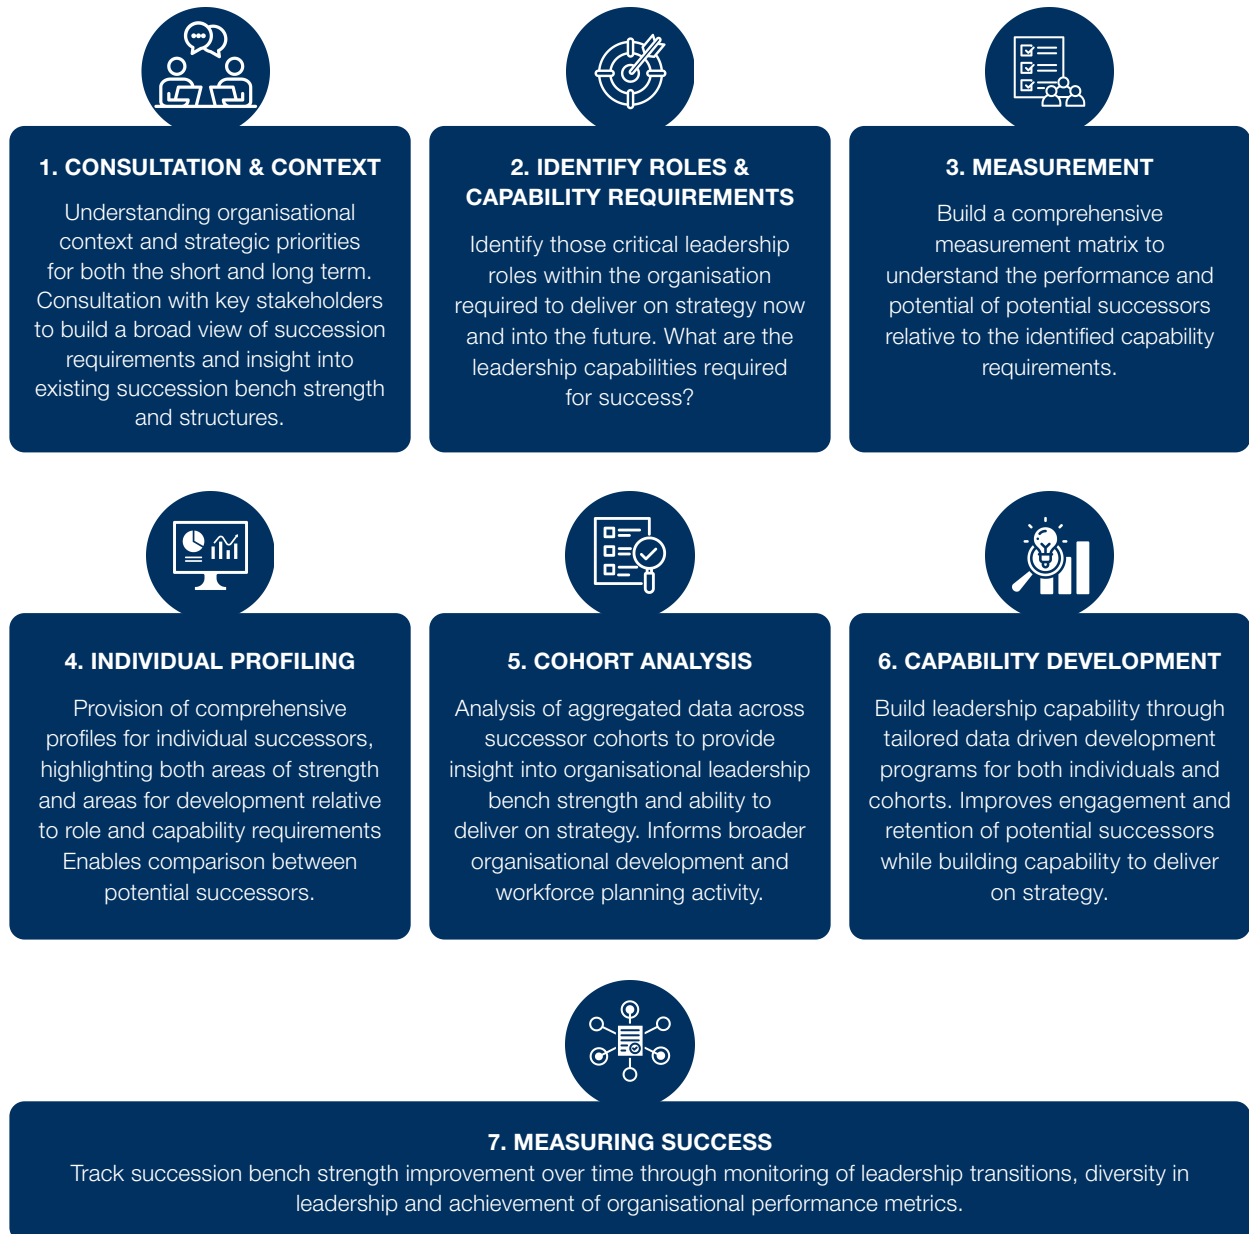 1. CONSULTATION & CONTEXT
Understanding organisational
context and strategic priorities
for both the short and long term.
Consultation with key stakeholders
to build a broad view of succession
requirements and insight into
existing succession bench strength
and structures.
2. IDENTIFY ROLES &
CAPABILITY REQUIREMENTS
Identify those critical leadership
roles within the organisation
required to deliver on strategy now
and into the future. What are the
leadership capabilities required
for success?
3. MEASUREMENT
Build a comprehensive
measurement matrix to
understand the performance and
potential of potential successors
relative to the identified capability
requirements.
4. INDIVIDUAL PROFILING
Provision of comprehensive
profiles for individual successors,
highlighting both areas of strength
and areas for development relative
to role and capability requirements
Enables comparison between
potential successors.
5. COHORT ANALYSIS
Analysis of aggregated data across
successor cohorts to provide
insight into organisational leadership
bench strength and ability to
deliver on strategy. Informs broader
organisational development and
workforce planning activity.
6. CAPABILITY DEVELOPMENT
Build leadership capability through
tailored data driven development
programs for both individuals and
cohorts. Improves engagement and
retention of potential successors
while building capability to deliver
on strategy.
7. MEASURING SUCCESS
Track succession bench strength improvement over time through monitoring of leadership transitions, diversity in
leadership and achievement of organisational performance metrics.